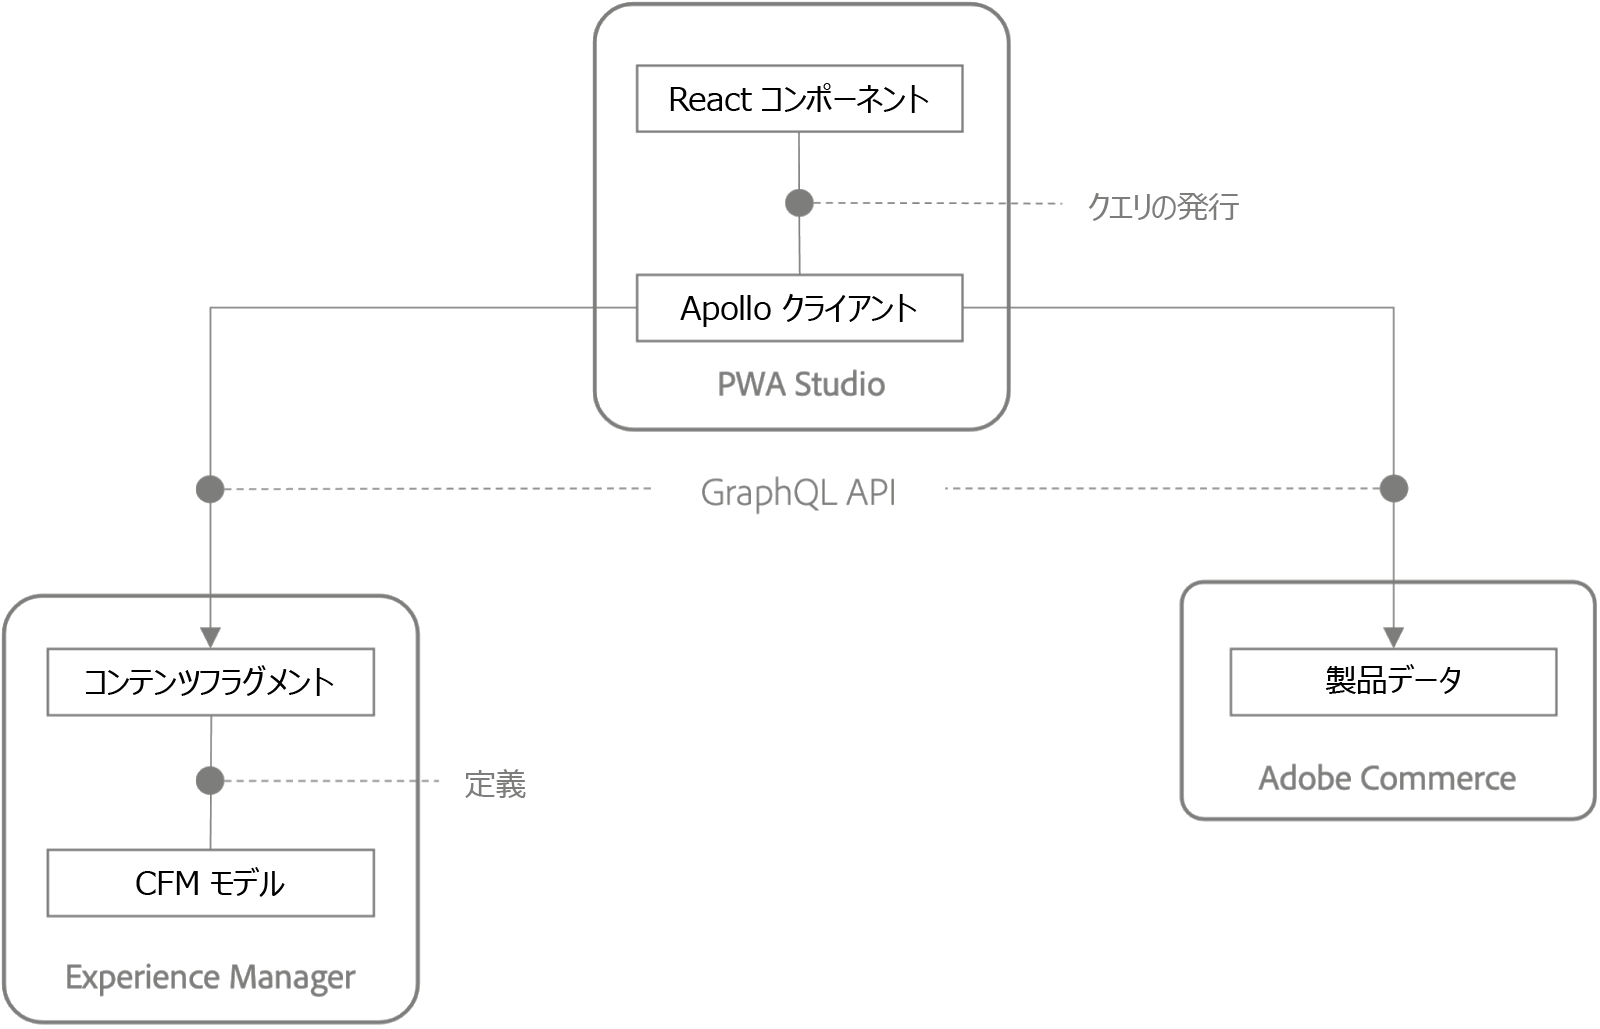 React コンポーネント
クエリの発行
Apollo クライアント
PWA Studio
GraphQL API
コンテンツフラグメント
製品データ
定義
Adobe Commerce
CFM モデル
Experience Manager